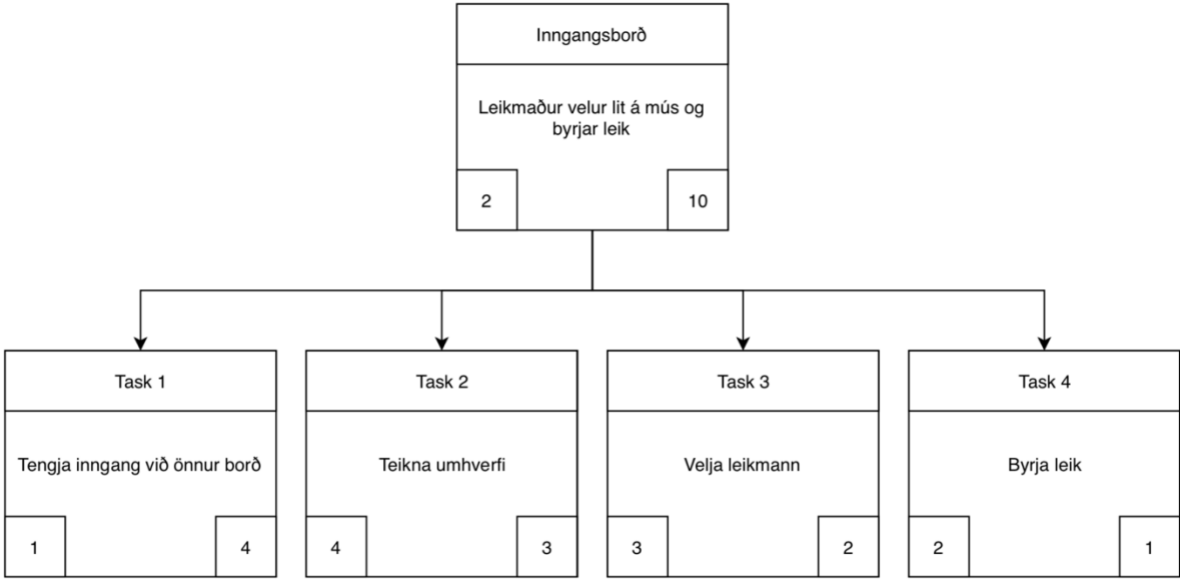 Inngangsborð
Leikmaður velur lit á mús og
byrjar leik
2
10
Task 1
Task 2
Task 3
Task 4
Tengja inngang við önnur borð
Teikna umhverfi
Velja leikmann
Byrja leik
1
4
4
3
3
2
2
1